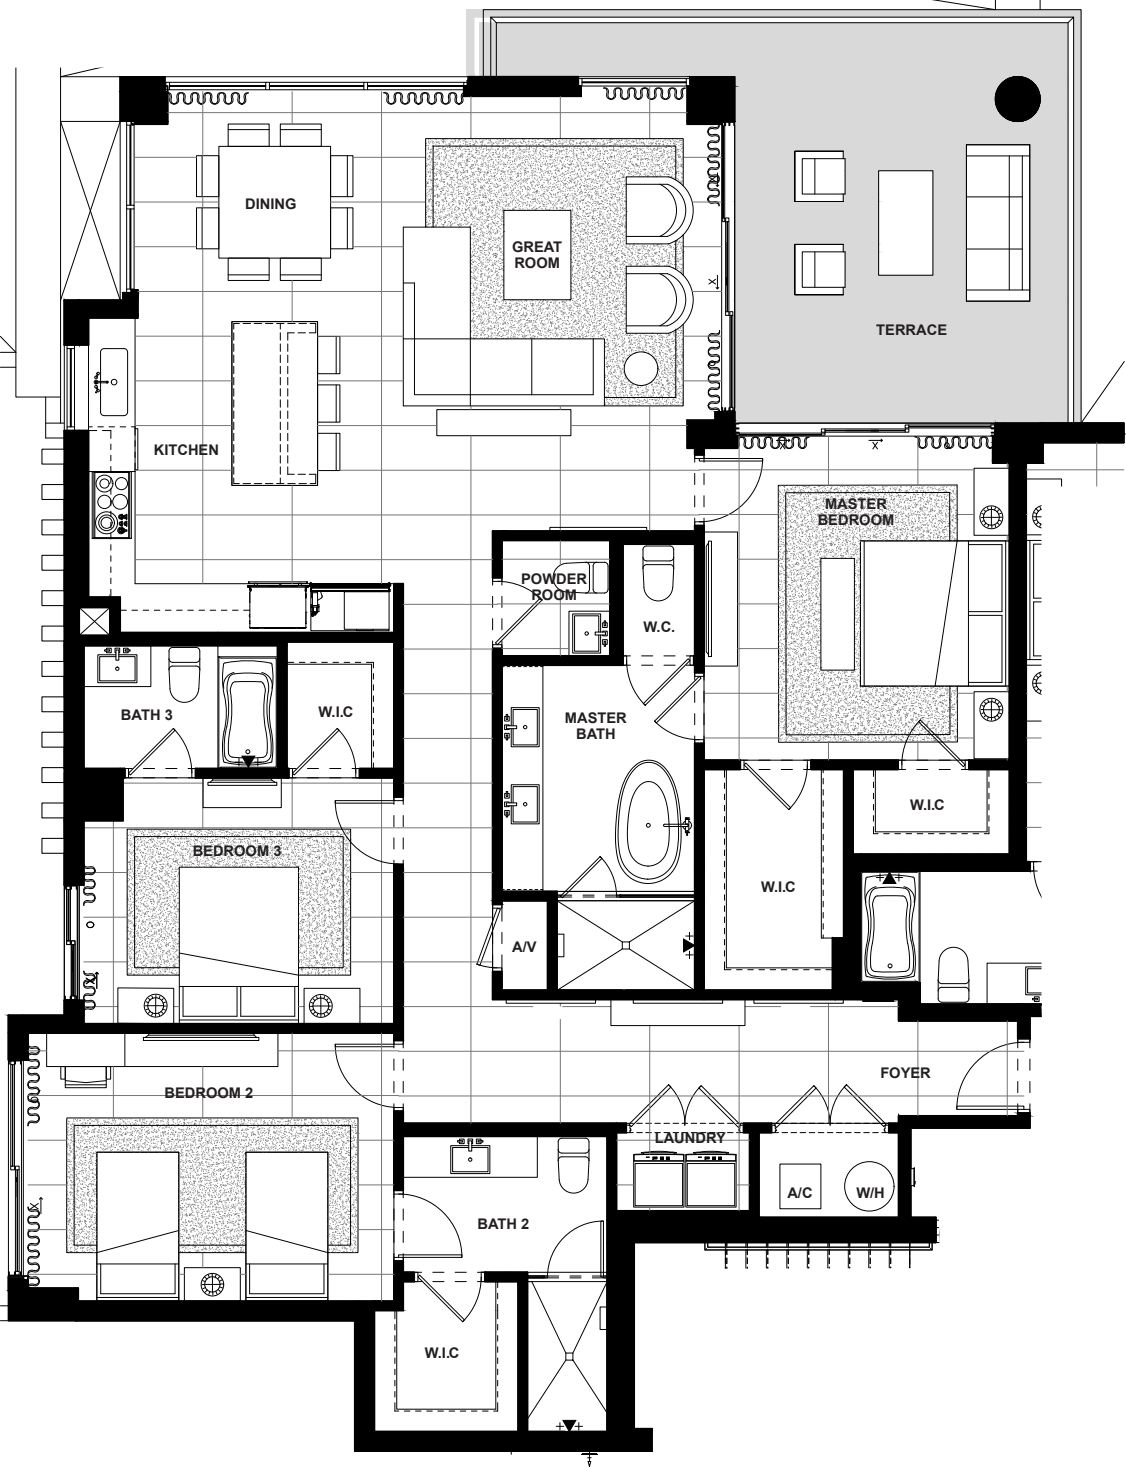 DINING
GREAT
ROOM
TERRACE
KITCHEN
MASTER
BEDROOM
POWDER
ROOM
W.C.
BATH 3
W.I.C
MASTER
BATH
W.I.C
BEDROOM 3
W.I.C
A/V
FOYER
BEDROOM 2
LAUNDRY
A/C
W/H
BATH 2
W.I.C